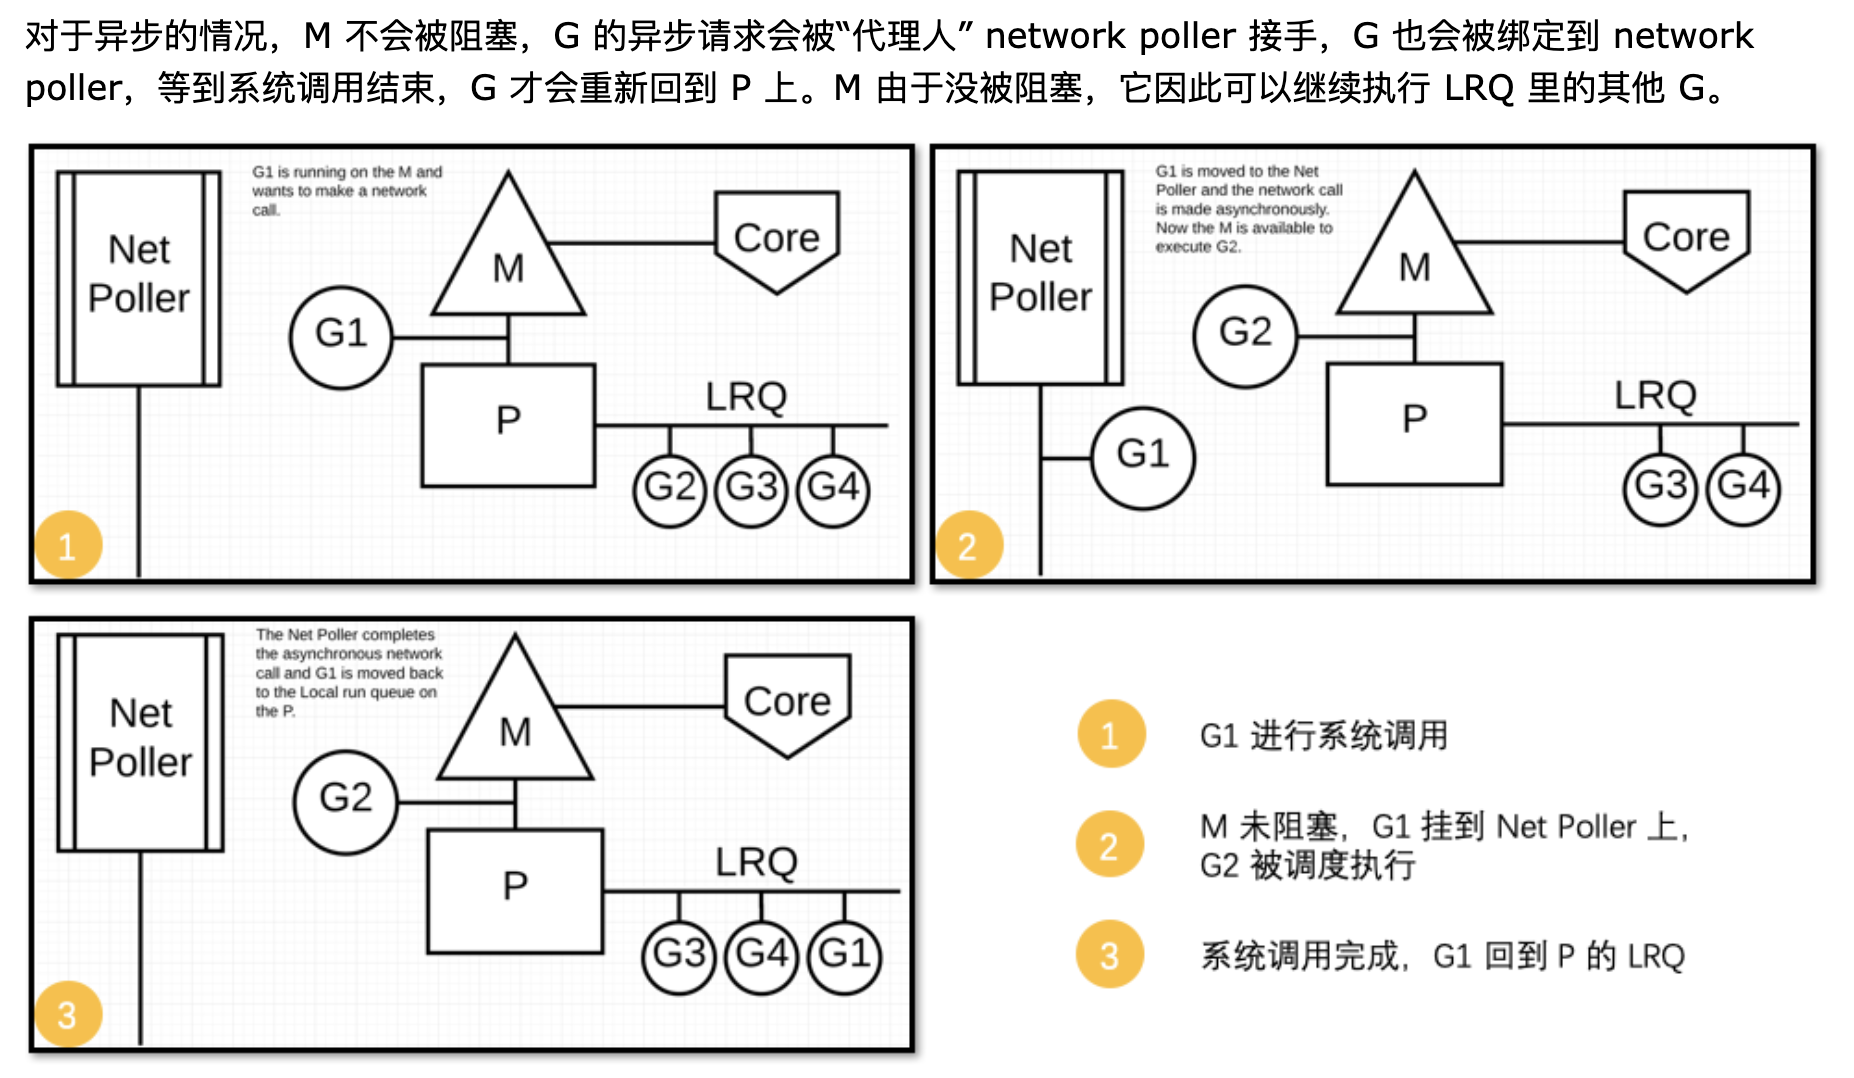 对于异步的情况，M 不会被阻塞，G 的异步请求会被“代理人” network poller 接手，G 也会被绑定到 network
poller，等到系统调用结束，G 才会重新回到 P 上。M 由于没被阻塞，它因此可以继续执行 LRQ 里的其他 G。
G1 is running on the M and
wants to make a network
call.
Net
Poller
M
Core
G1
P
LRQ
G2 G3 G4
1
G1 is moved to the Net
Poller and the network call
is made asynchronously.
Now the M is available to
execute G2.
Net
Poller
M
Core
G2
G1
P
LRQ
G3 G4
2
The Net Poller completes
the asynchronous network
call and G1 is moved back
to the Local run queue on
the P.
Net
Poller
M
Core
G2
P
LRQ
G3 G4 G1
3
1 G1 进行系统调用
2 M 未阻塞，G1 挂到 Net Poller 上，
G2 被调度执行
3 系统调用完成，G1 回到 P 的 LRQ